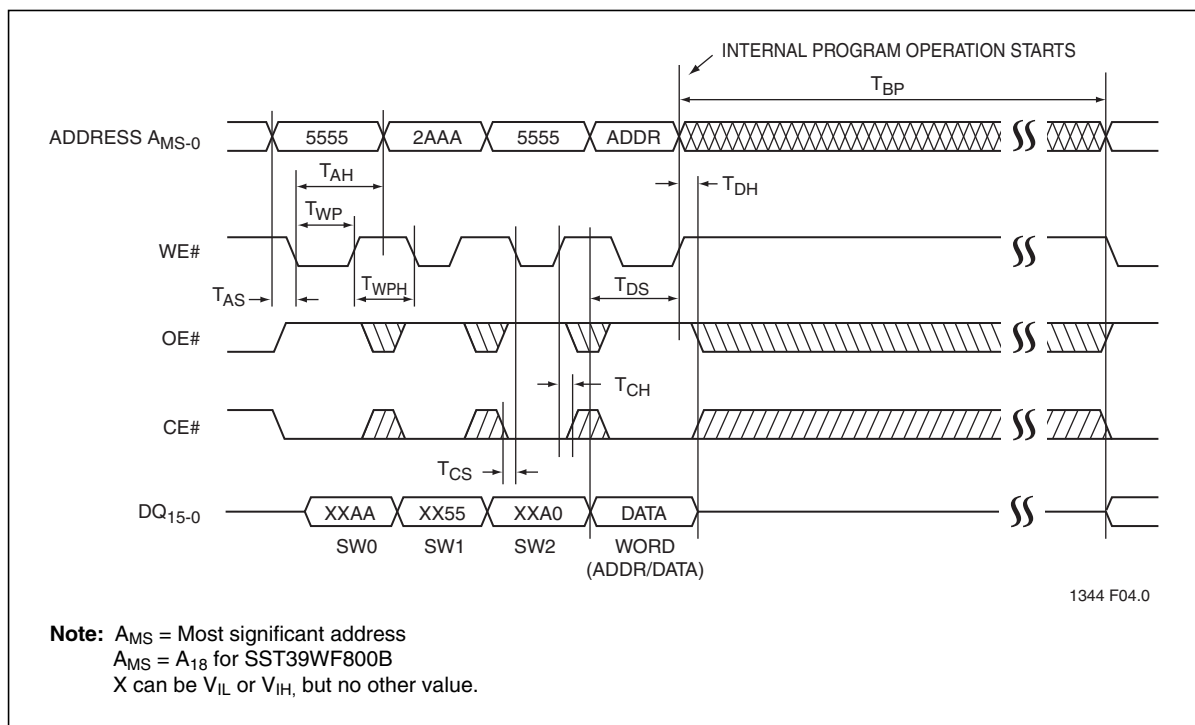 INTERNAL PROGRAM OPERATION STARTS
TBP
ADDRESS AMS-0
5555
2AAA
5555
ADDR
TAH
TDH
TWP
WE#
TAS
TWPH
TDS
OE#
TCH
CE#
TCS
DQ15-0
XXAA
XX55
XXA0
DATA
SW0
SW1
SW2
WORD
(ADDR/DATA)
1344 F04.0
Note: AMS = Most significant address
AMS = A18 for SST39WF800B
X can be VIL or VIH, but no other value.